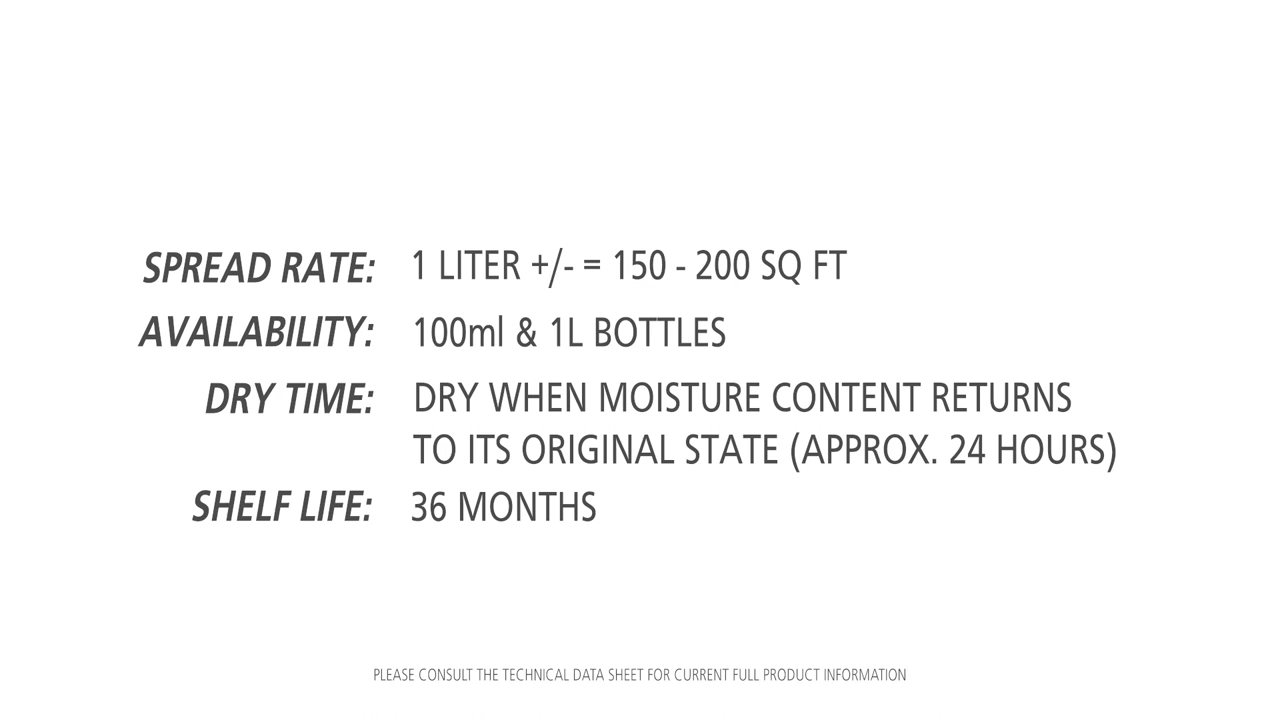 SPREAD RATE: 1 LITER +/- = 150 - 200 SQ FT
AVAILABILITY: 100ml & 1L BOTTLES
DRY TIME: DRY WHEN MOISTURE CONTENT RETURNS
TO ITS ORIGINAL STATE (APPROX. 24 HOURS)
SHELF LIFE: 36 MONTHS
PLEASE CONSULT THE TECHNICAL DATA SHEET FOR CURRENT FULL PRODUCT INFORMATION